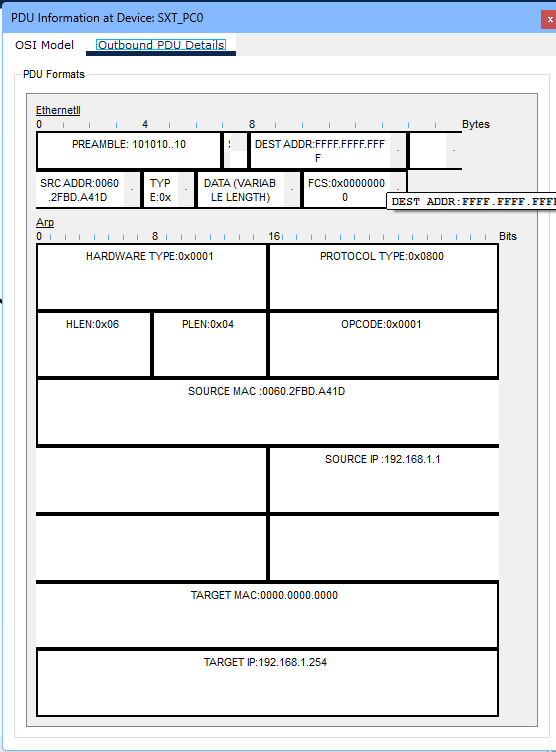 PDU Information at Device: SXT_PC0
x
OSI Model Outbound PDU Details
PDU Formats
EthernetII
0 4 8 Bytes
PREAMBLE: 101010..10
DEST ADDR:FFFF.FFFF.FFF
F
SRC ADDR:0060
.2FBD.A41D
TYP
E:0x
DATA (VARIAB
LE LENGTH)
FCS:0x0000000
0
DEST ADDR:FFFF.FFFF.FFFF
Arp
0 8 16 Bits
HARDWARE TYPE:0x0001 PROTOCOL TYPE:0x0800
HLEN:0x06 PLEN:0x04 OPCODE:0x0001
SOURCE MAC :0060.2FBD.A41D
SOURCE IP :192.168.1.1
TARGET MAC:0000.0000.0000
TARGET IP:192.168.1.254